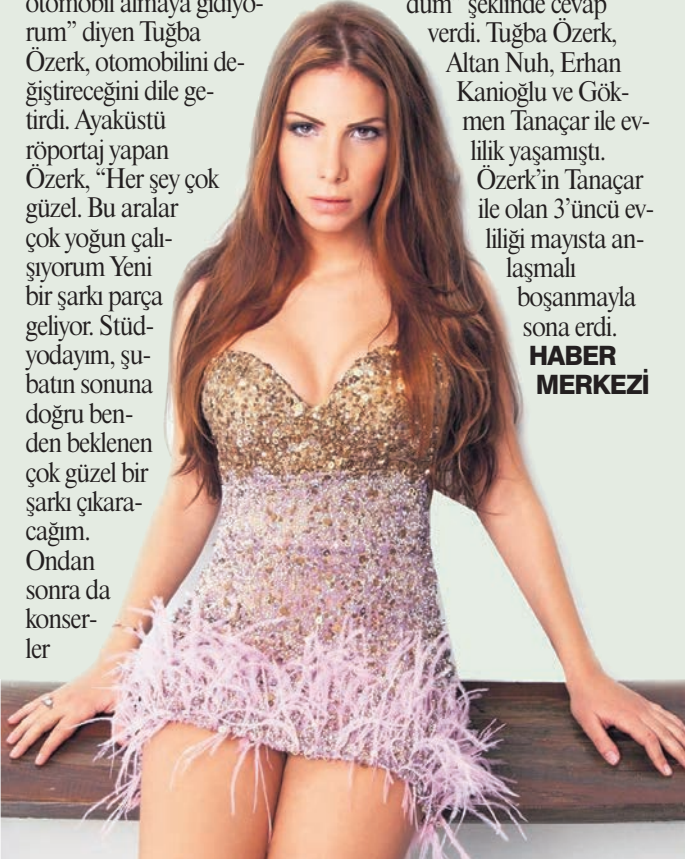 otomobil almaya gidiyo-
rum” diyen Tuğba
Özerk, otomobilini de-
ğiştireceğini dile ge-
tirdi. Ayaküstü
röportaj yapan
Özerk, “Her şey çok
güzel. Bu aralar
çok yoğun çalı-
şıyorum Yeni
bir şarkı parça
geliyor. Stüd-
yodayım, şu-
batın sonuna
doğru ben-
den beklenen
çok güzel bir
şarkı çıkara-
cağım.
Ondan
sonra da
konser-
ler
düm” şeklinde cevap
verdi. Tuğba Özerk,
Altan Nuh, Erhan
Kanioğlu ve Gök-
men Tanaçar ile ev-
lilik yaşamıştı.
Özerk’in Tanaçar
ile olan 3’üncü ev-
liliği mayısta an-
laşmalı
boşanmayla
sona erdi.
HABER
MERKEZİ